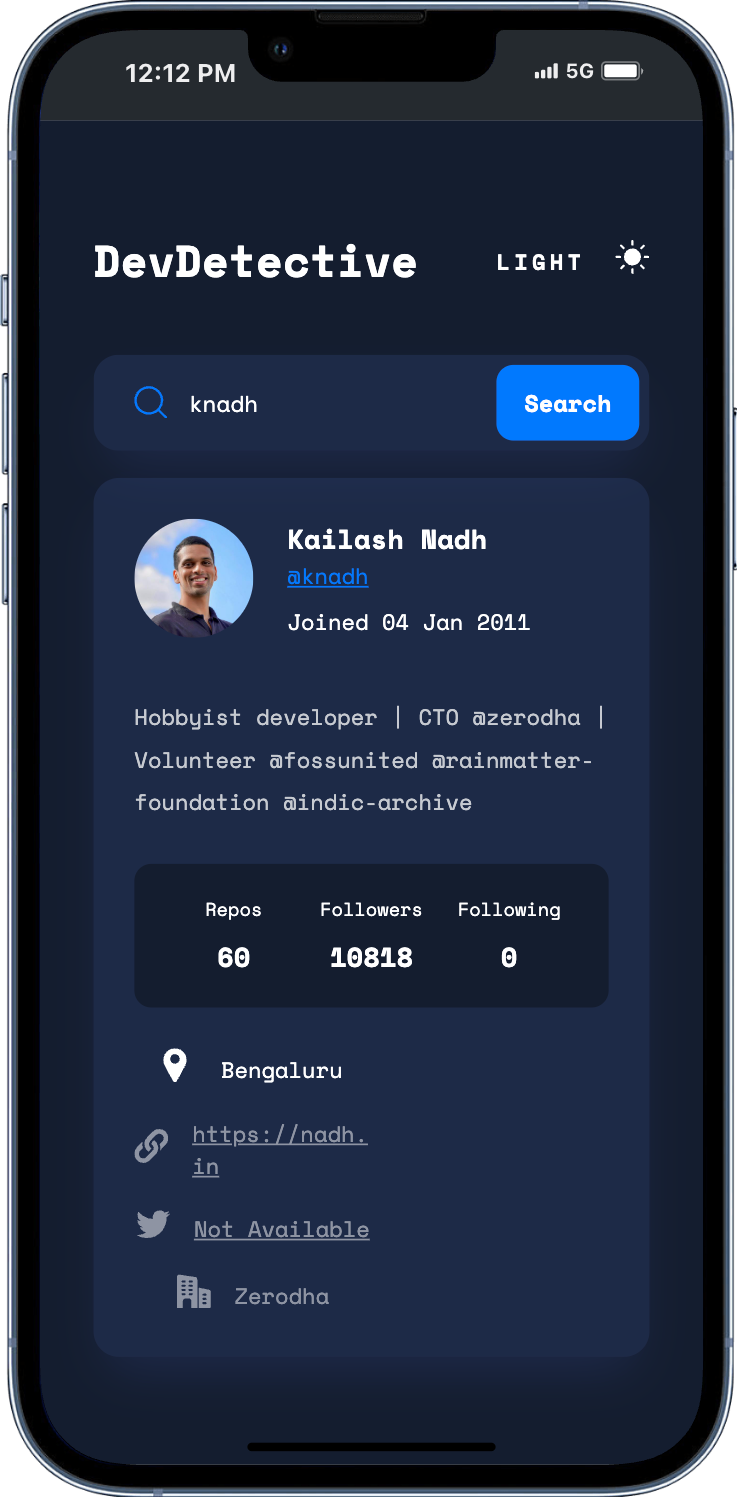 12:12 PM 5G
DevDetective LIGHT
knadh Search
Kailash Nadh
@knadh
Joined 04 Jan 2011
Hobbyist developer | CTO @zerodha |
Volunteer @fossunited @rainmatter-
foundation @indic-archive
Repos Followers Following
60 10818 0
Bengaluru
https://nadh.
in
Not Available
Zerodha